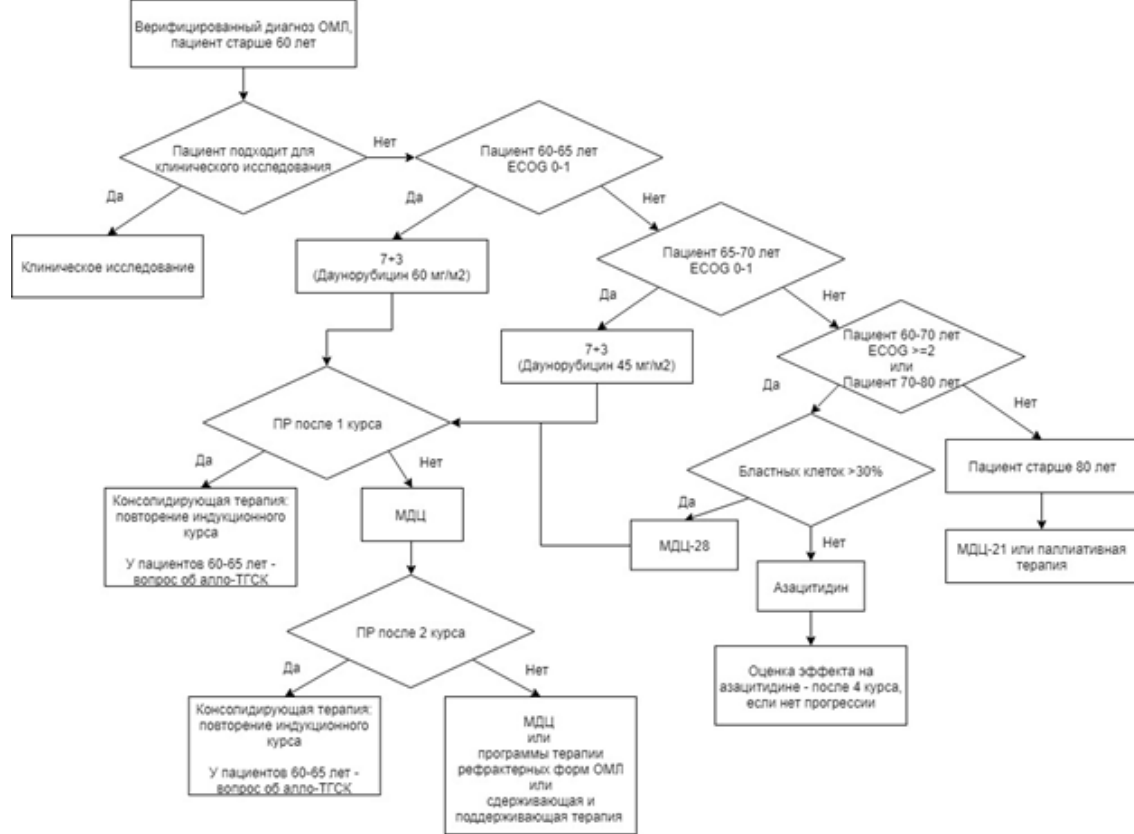 Верифицированный диагноз ОМЛ,
пациент старше 60 лет
Пациент подходит для
клинического исследования
Нет
Да
Клиническое исследование
Пациент 60-65 лет
ECOG 0-1
Да
Нет
7+3
(Даунорубицин 60 мг/м2)
Пациент 65-70 лет
ECOG 0-1
Да
Нет
7+3
(Даунорубицин 45 мг/м2)
Пациент 60-70 лет
ECOG >=2
или
Пациент 70-80 лет
Да
Нет
ПР после 1 курса
Да
Нет
Бластных клеток >30%
Да
Нет
Пациент старше 80 лет
Консолидирующая терапия:
повторение индукционного
курса
У пациентов 60-65 лет -
вопрос об алло-ТГСК
МДЦ
МДЦ-28
МДЦ-21 или паллиативная
терапия
Азацитидин
ПР после 2 курса
Да
Нет
Оценка эффекта на
азацитидине - после 4 курса,
если нет прогрессии
Консолидирующая терапия:
повторение индукционного
курса
У пациентов 60-65 лет -
вопрос об алло-ТГСК
МДЦ
или
программы терапии
рефрактерных форм ОМЛ
или
сдерживающая и
поддерживающая терапия